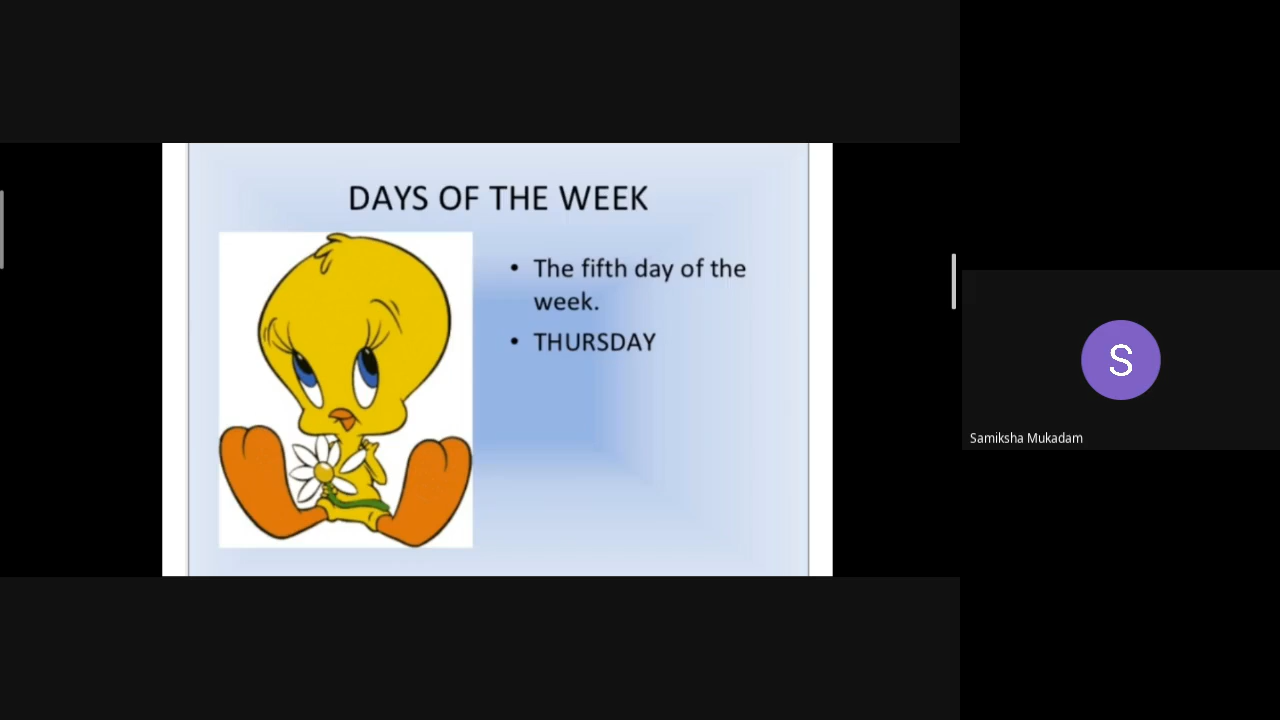 DAYS OF THE WEEK
• The fifth day of the
week.
• THURSDAY
S
Samiksha Mukadam